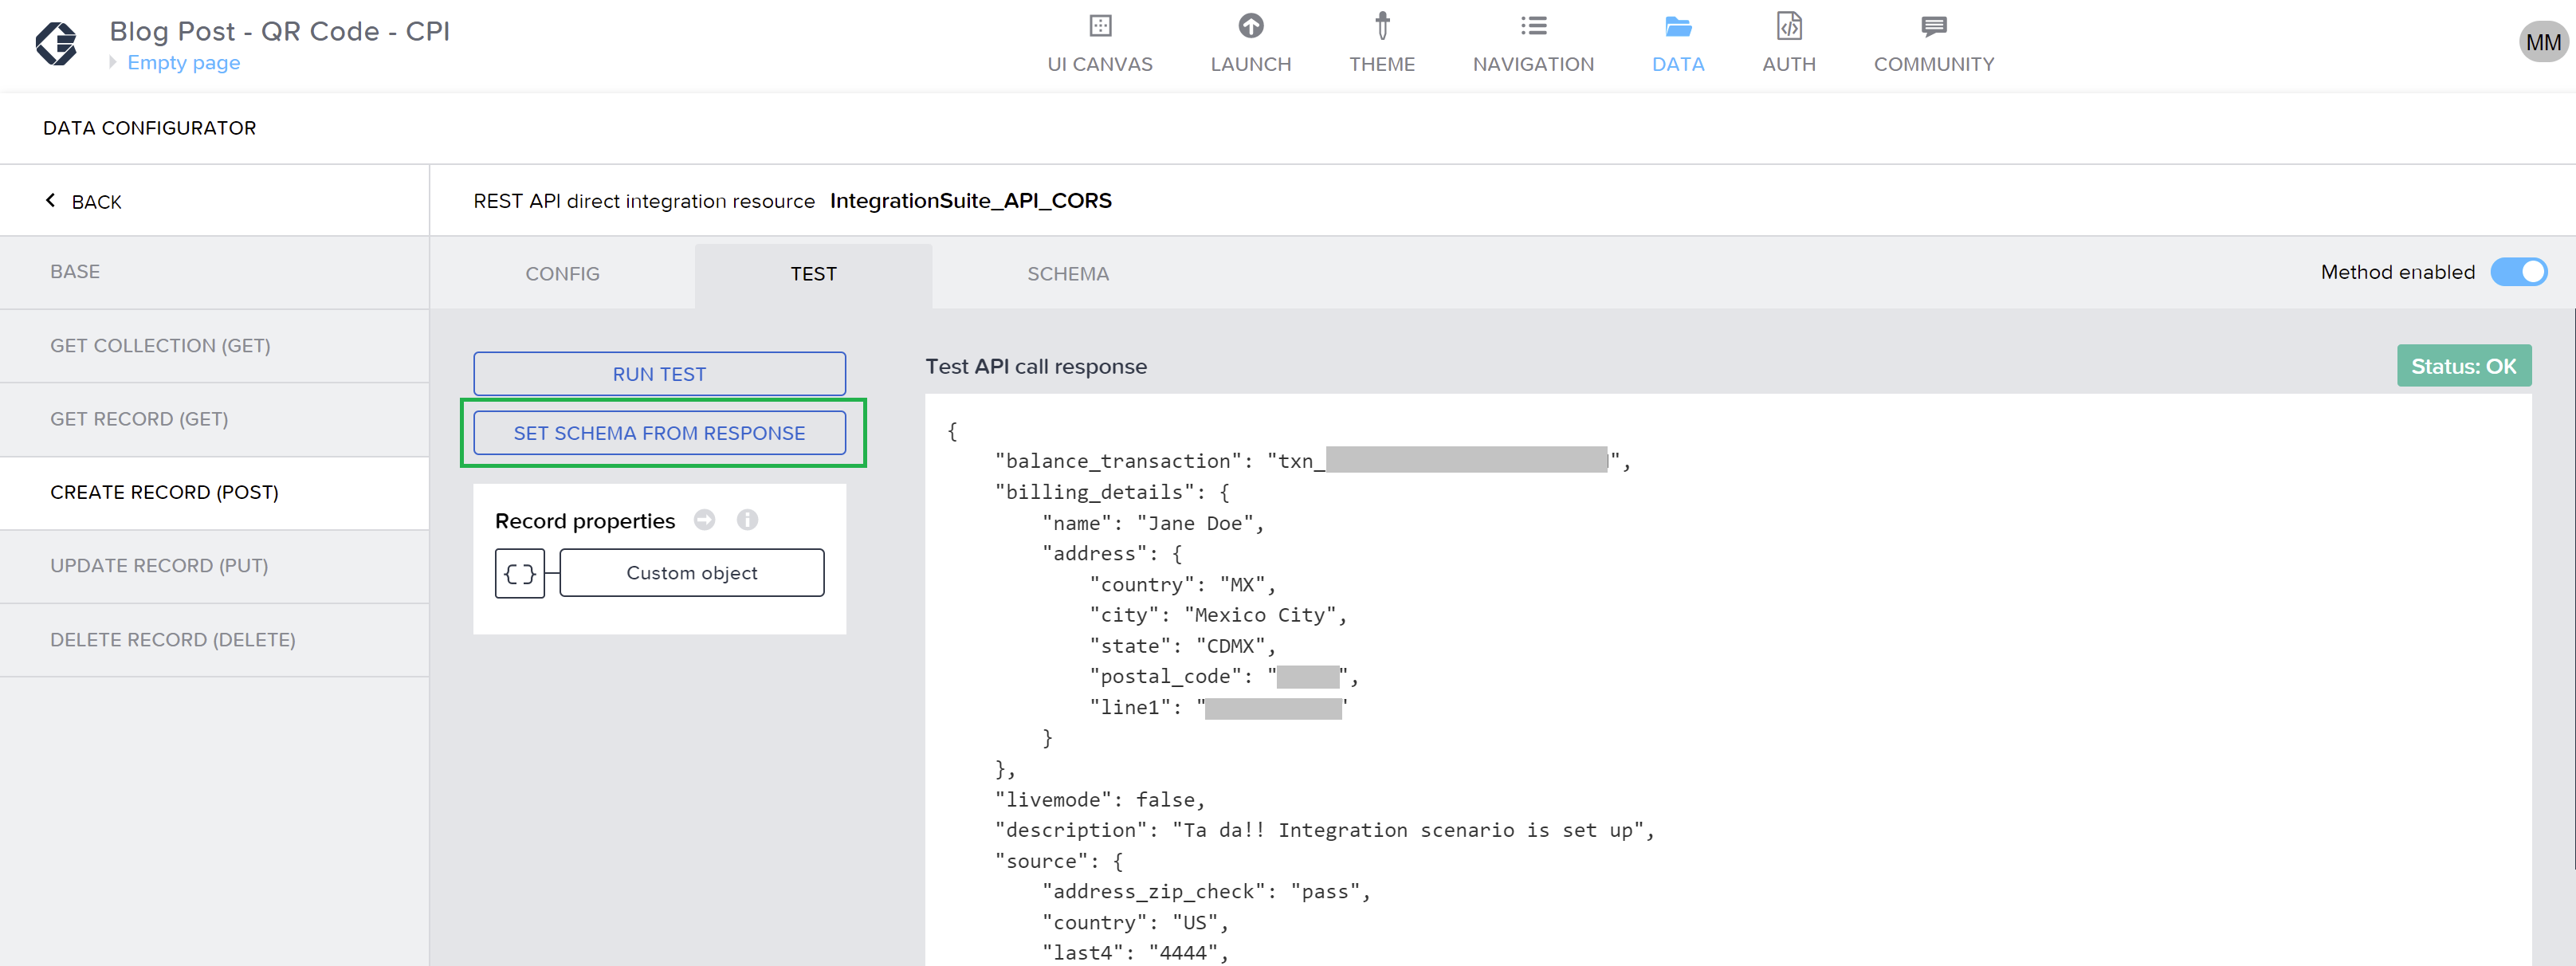 Blog Post - QR Code - CPI
Empty page
UI CANVAS
LAUNCH
THEME
NAVIGATION
DATA
AUTH
COMMUNITY
MM
DATA CONFIGURATOR
BACK
REST API direct integration resource IntegrationSuite_API_CORS
BASE
GET COLLECTION (GET)
GET RECORD (GET)
CREATE RECORD (POST)
UPDATE RECORD (PUT)
DELETE RECORD (DELETE)
CONFIG
TEST
SCHEMA
Method enabled
RUN TEST
SET SCHEMA FROM RESPONSE
Record properties
{ }
Custom object
Test API call response
Status: OK
{
"balance_transaction": "txn_",
"billing_details": {
"name": "Jane Doe",
"address": {
"country": "MX",
"city": "Mexico City",
"state": "CDMX",
"postal_code": "",
"line1": "
}
},
"livemode": false,
"description": "Ta da!! Integration scenario is set up",
"source": {
"address_zip_check": "pass",
"country": "US",
"last4": "4444",